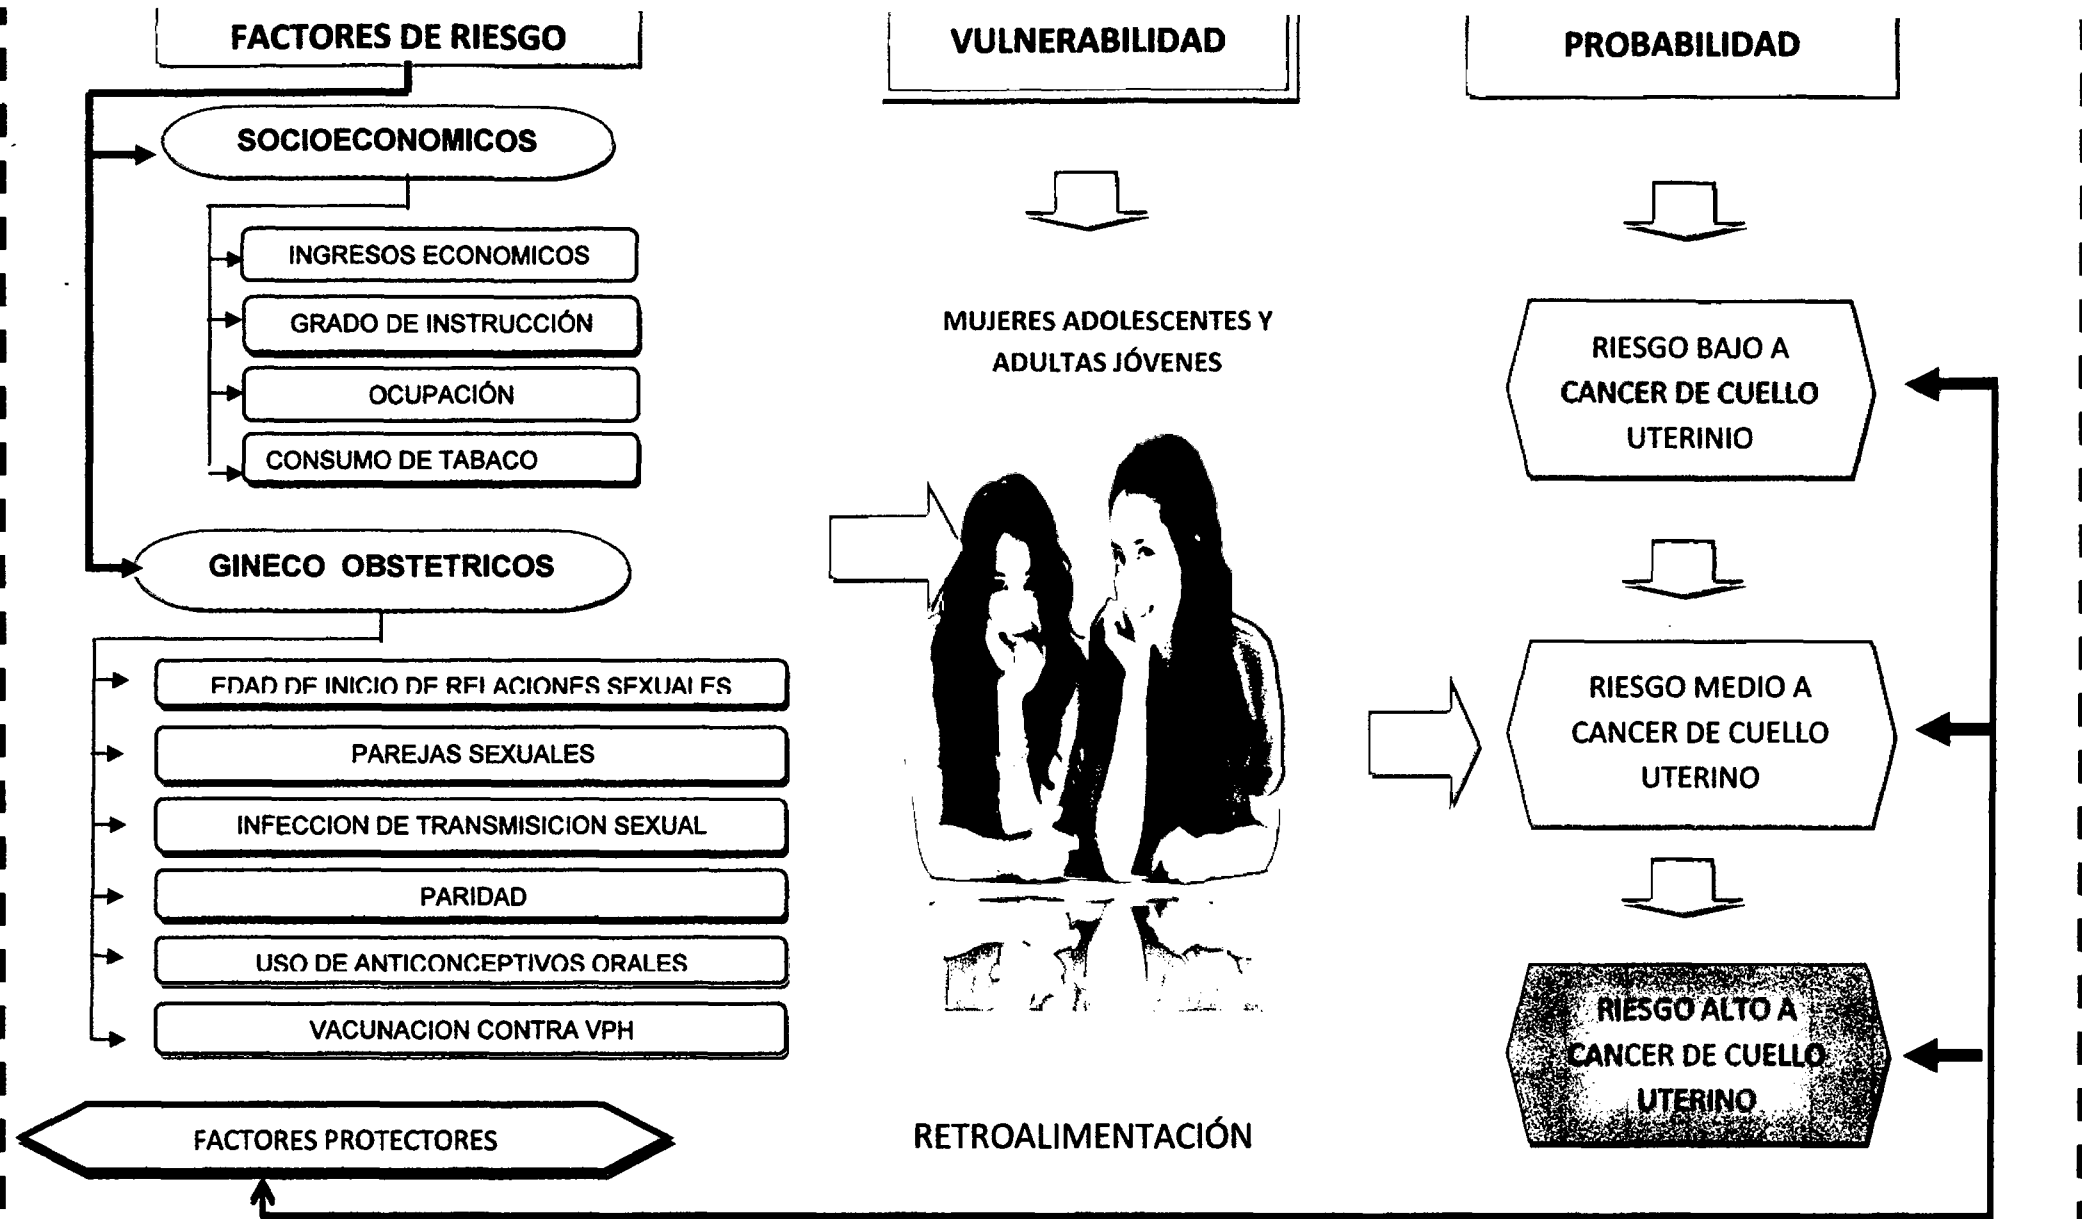 FACTORES DE RIESGO
SOCIOECONOMICOS
INGRESOS ECONOMICOS
GRADO DE INSTRUCCIÓN
OCUPACIÓN
CONSUMO DE TABACO
GINECO OBSTETRICOS
EDAD DE INICIO DE RELACIONES SEXUALES
PAREJAS SEXUALES
INFECCION DE TRANSMISICION SEXUAL
PARIDAD
USO DE ANTICONCEPTIVOS ORALES
VACUNACION CONTRA VPH
FACTORES PROTECTORES
VULNERABILIDAD
MUJERES ADOLESCENTES Y
ADULTAS JÓVENES
RETROALIMENTACIÓN
PROBABILIDAD
RIESGO BAJO A
CANCER DE CUELLO
UTERINIO
RIESGO MEDIO A
CANCER DE CUELLO
UTERINO
RIESGO ALTO A
CANCER DE CUELLO
UTERINO